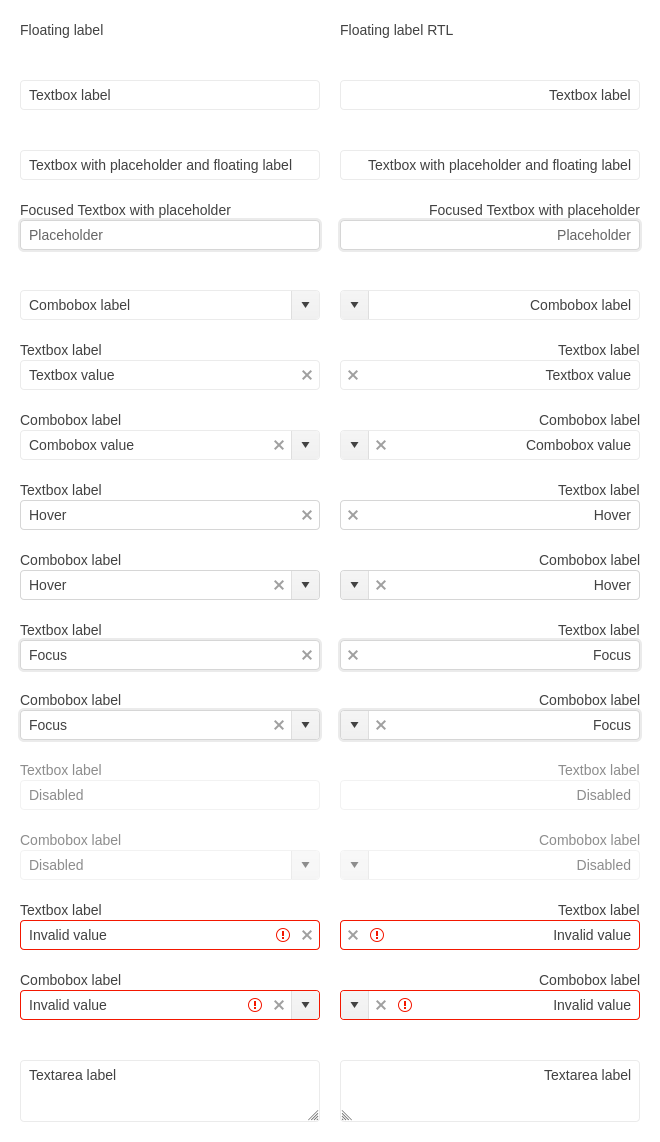 Floating label
Floating label RTL
Textbox label
Textbox label
Textbox with placeholder and floating label
Textbox with placeholder and floating label
Focused Textbox with placeholder
Focused Textbox with placeholder
Placeholder
Placeholder
Combobox label
Combobox label
Textbox label
Textbox label
Textbox value
Textbox value
Combobox label
Combobox label
Combobox value
Combobox value
Textbox label
Textbox label
Hover
Hover
Combobox label
Combobox label
Hover
Hover
Textbox label
Textbox label
Focus
Focus
Combobox label
Combobox label
Focus
Focus
Textbox label
Textbox label
Disabled
Disabled
Combobox label
Combobox label
Disabled
Disabled
Textbox label
Textbox label
Invalid value
Invalid value
Combobox label
Combobox label
Invalid value
Invalid value
Textarea label
Textarea label